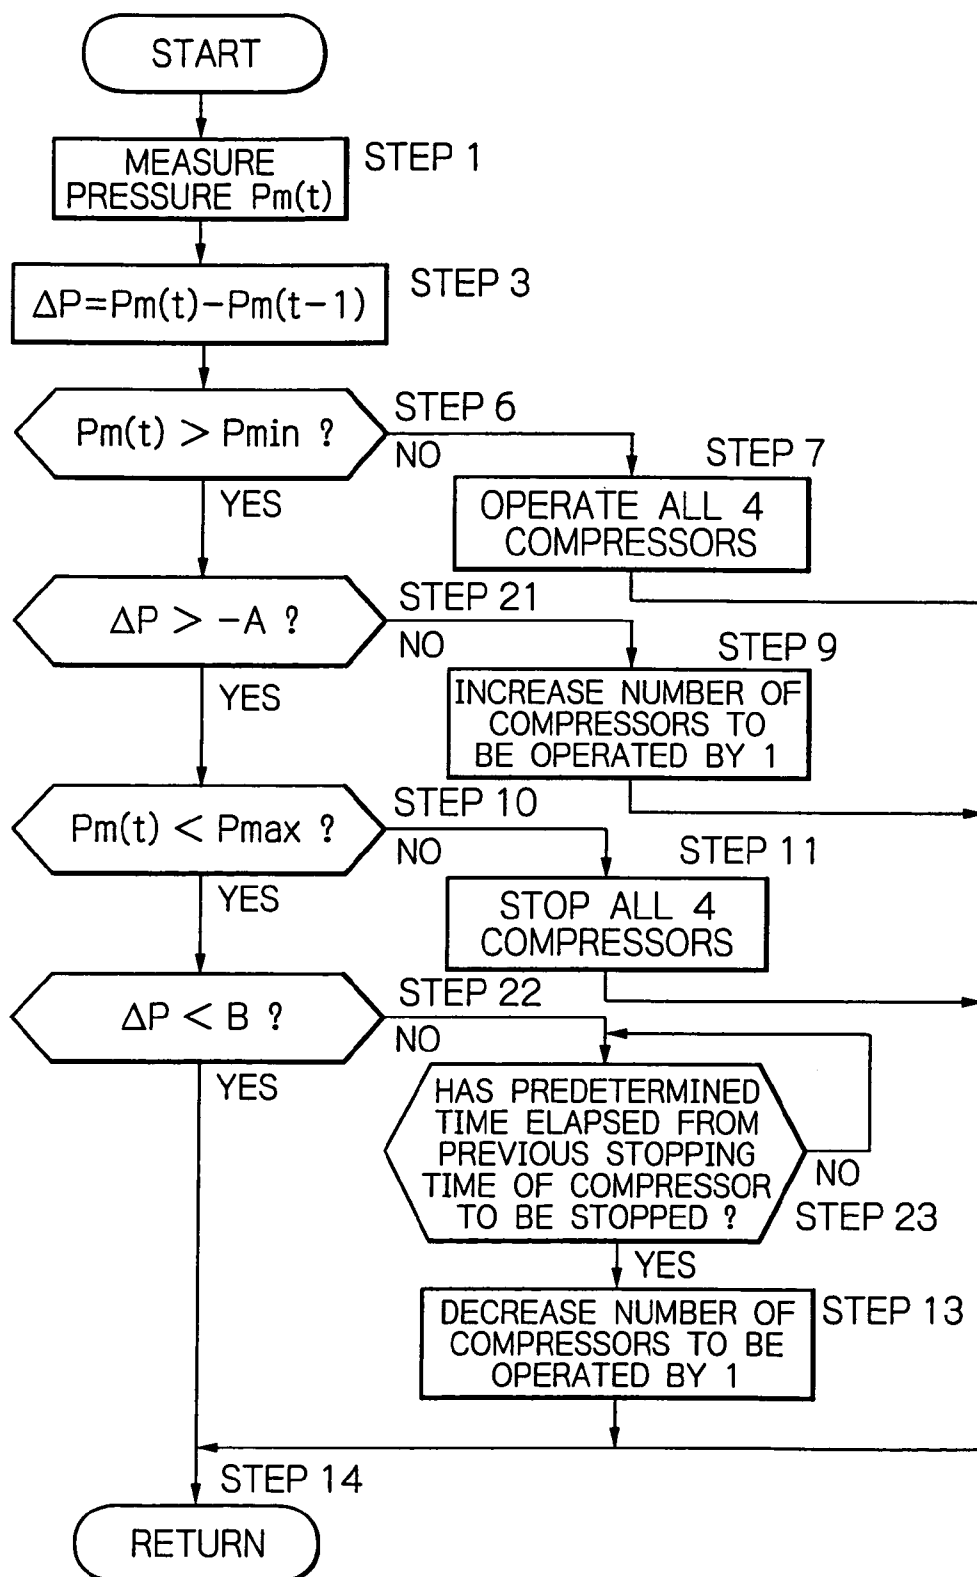 START
MEASURE
PRESSURE Pm(t)
STEP 1
ΔP=Pm(t)-Pm(t-1)
STEP 3
Pm(t) > Pmin ?
STEP 6
NO
YES
STEP 7
OPERATE ALL 4
COMPRESSORS
ΔP > -A ?
STEP 21
NO
YES
STEP 9
INCREASE NUMBER OF
COMPRESSORS TO
BE OPERATED BY 1
Pm(t) < Pmax ?
STEP 10
NO
YES
STEP 11
STOP ALL 4
COMPRESSORS
ΔP < B ?
STEP 22
NO
YES
HAS PREDETERMINED
TIME ELAPSED FROM
PREVIOUS STOPPING
TIME OF COMPRESSOR
TO BE STOPPED ?
NO
STEP 23
YES
DECREASE NUMBER OF
COMPRESSORS TO BE
OPERATED BY 1
STEP 13
STEP 14
RETURN